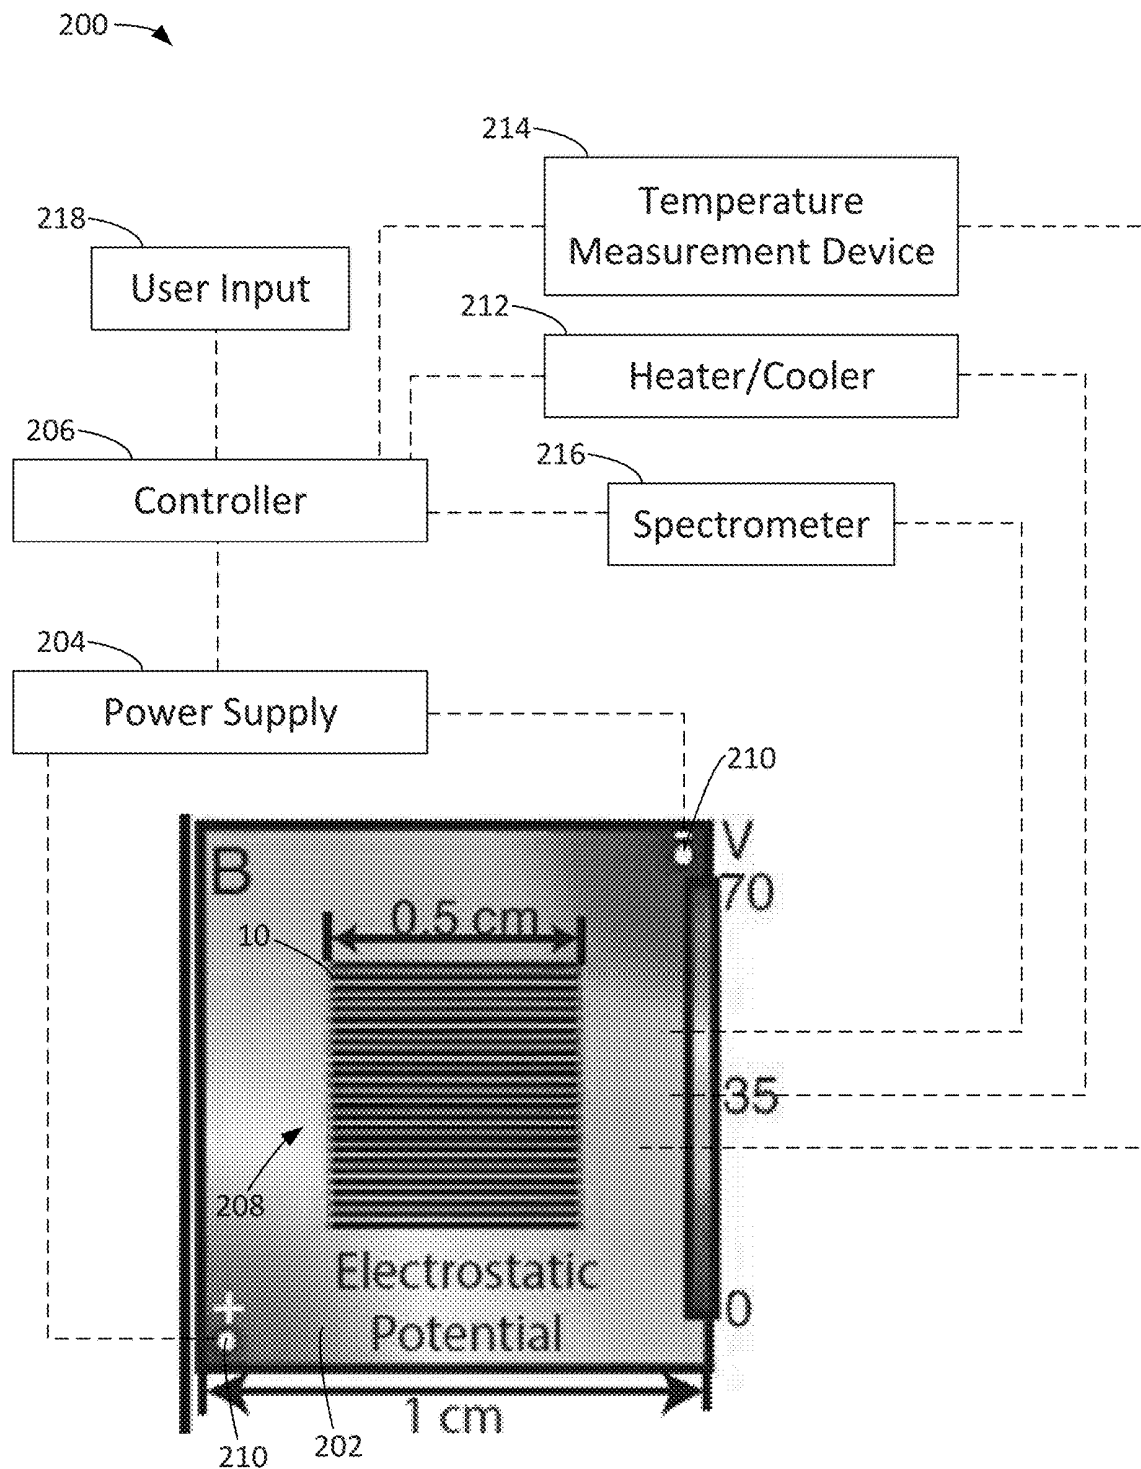 200
214
Temperature
Measurement Device
218
User Input
212
Heater/Cooler
206
Controller
216
Spectrometer
204
Power Supply
210
B
−
V
70
0.5 cm
10
35
208
Electrostatic
Potential
+
0
1 cm
210
202